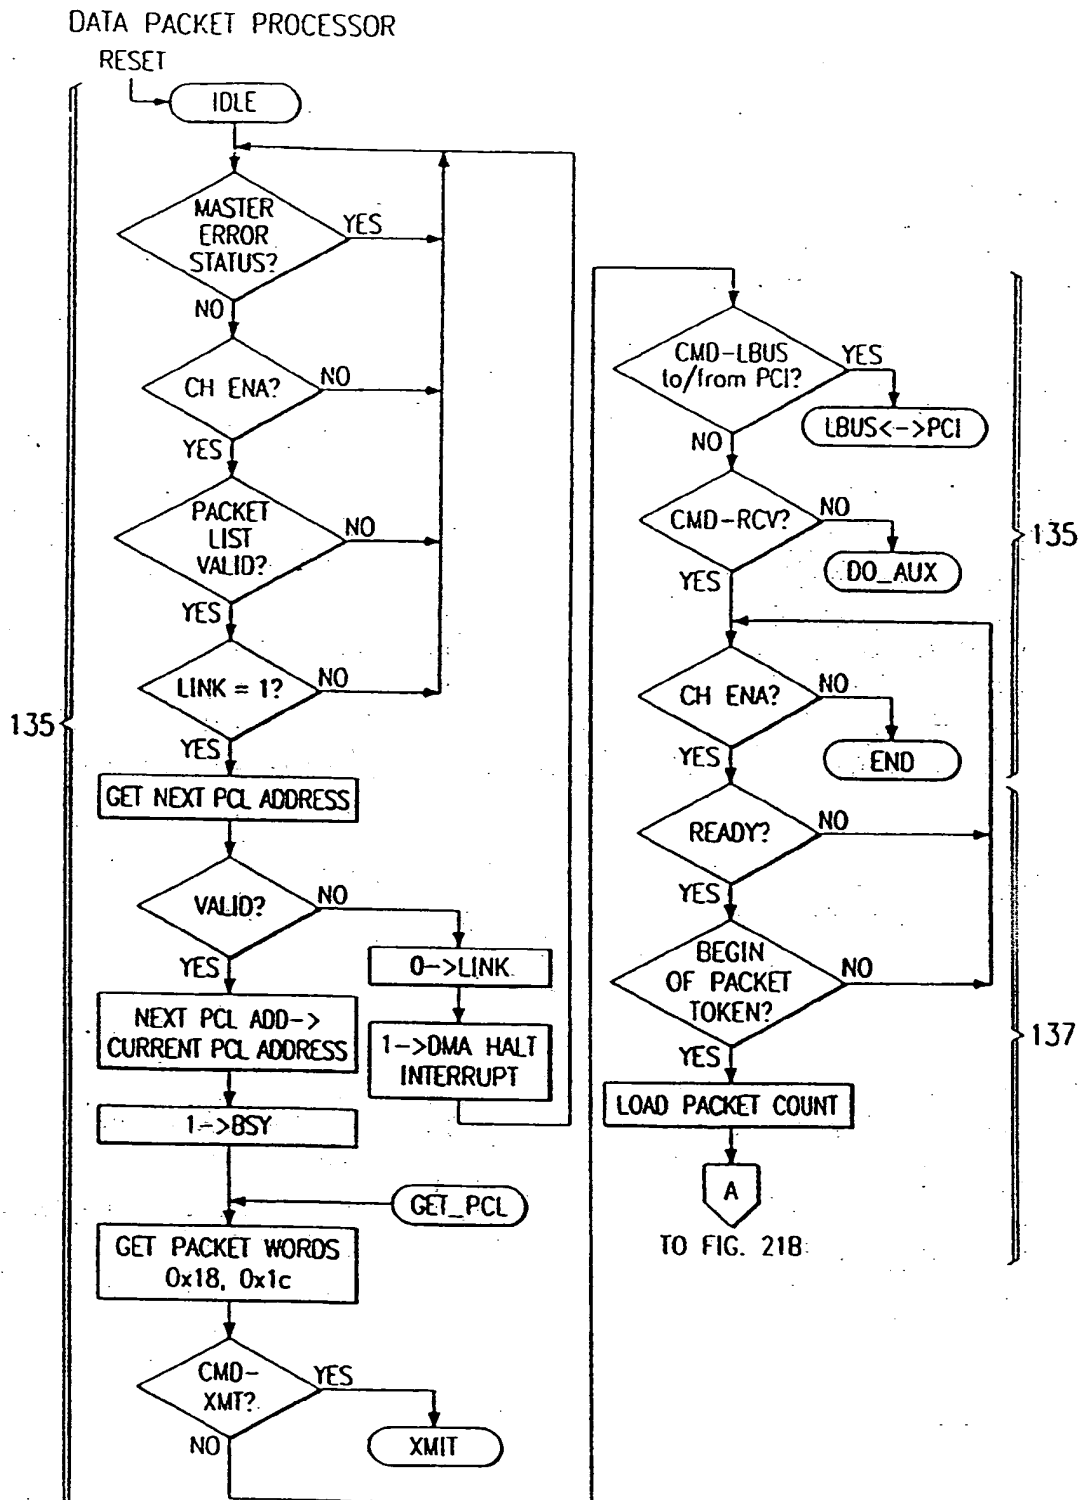 DATA PACKET PROCESSOR
RESET
IDLE
MASTER
ERROR
STATUS?
YES
NO
CH ENA?
NO
YES
PACKET
LIST
VALID?
NO
YES
LINK = 1?
NO
135
YES
GET NEXT PCL ADDRESS
VALID?
NO
YES
0->LINK
NEXT PCL ADD->
CURRENT PCL ADDRESS
1->DMA HALT
INTERRUPT
1->BSY
GET_PCL
GET PACKET WORDS
0x18, 0x1c
CMD-
XMT?
YES
NO
XMIT
CMD-LBUS
to/from PCI?
YES
LBUS<->PCI
NO
CMD-RCV?
NO
135
DO_AUX
YES
CH ENA?
NO
YES
END
READY?
NO
YES
BEGIN
OF PACKET
TOKEN?
NO
137
YES
LOAD PACKET COUNT
A
TO FIG. 21B